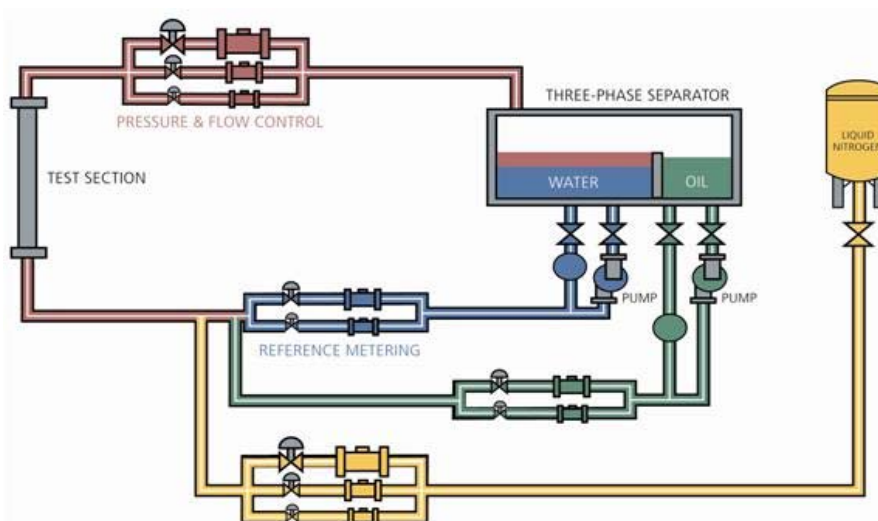 THREE-PHASE SEPARATOR
PRESSURE & FLOW CONTROL
LIQUID
NITROGEN
TEST SECTION
WATER
OIL
PUMP
PUMP
REFERENCE METERING